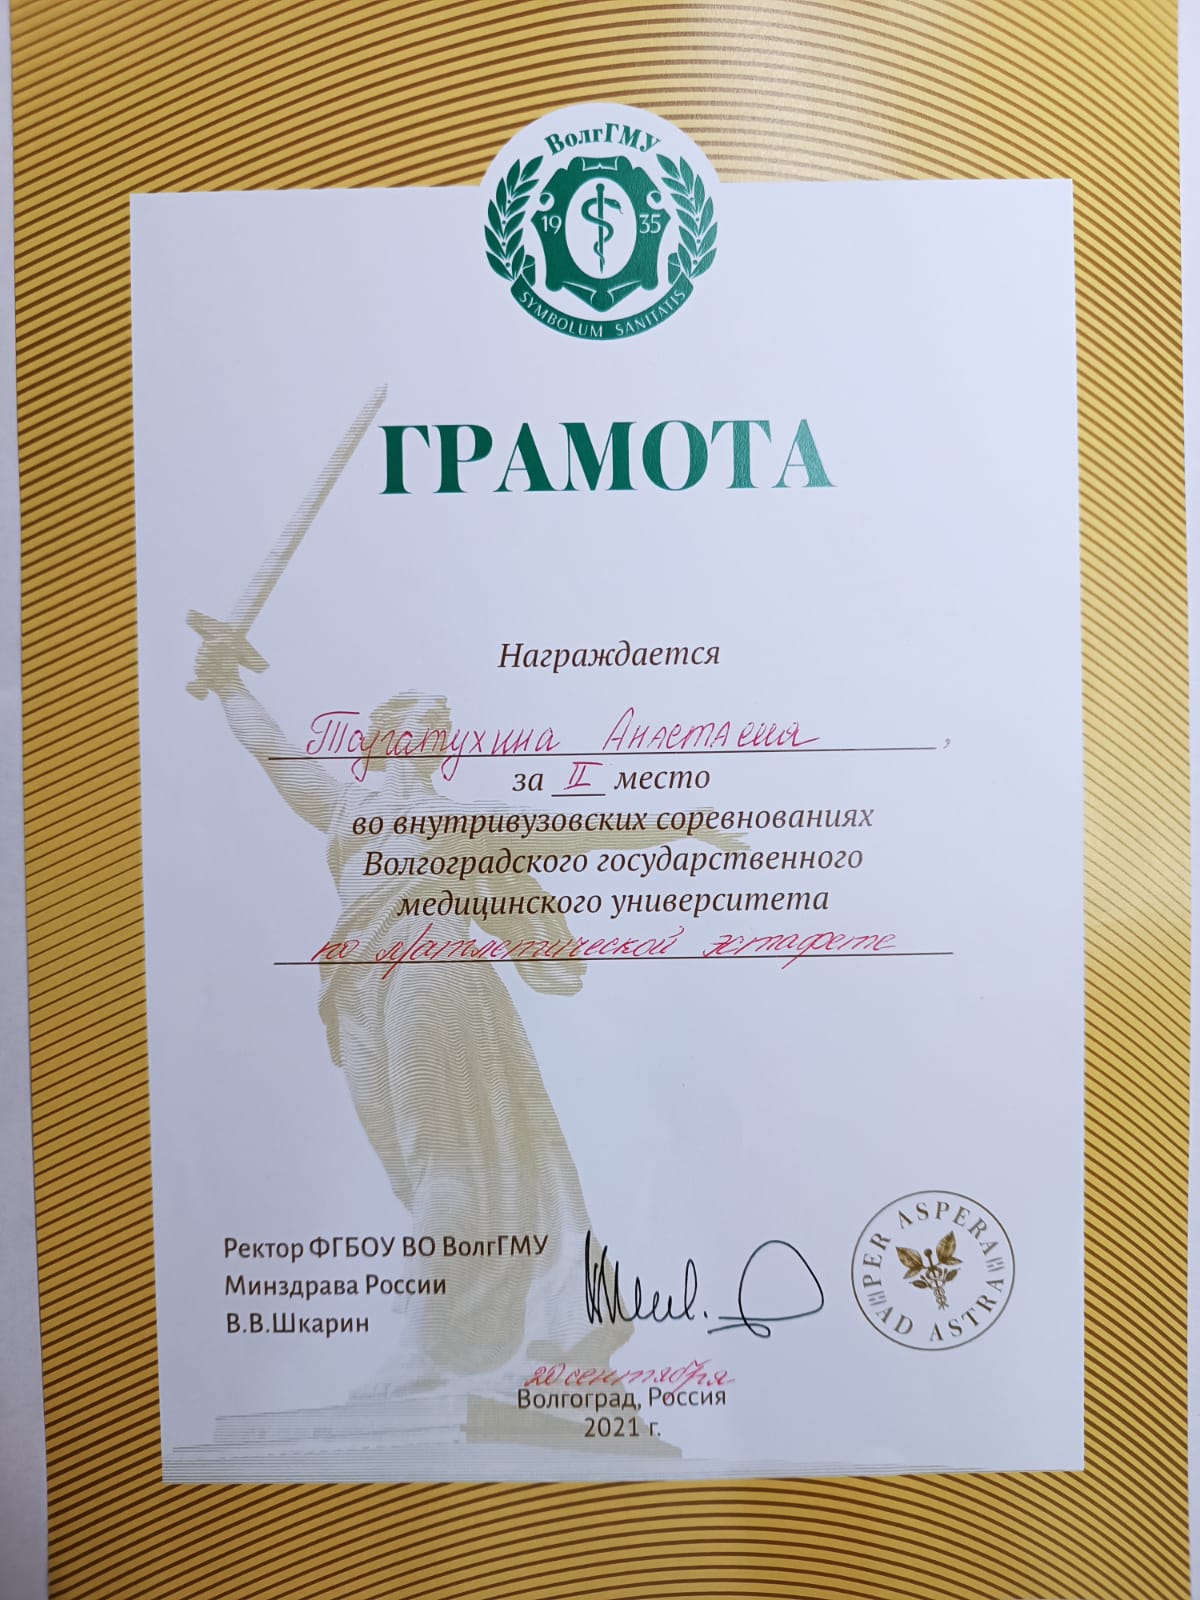 ВолгГМУ
19 35
SYMBOLUM SANITATIS
ГРАМОТА
Награждается
Анастасия,
за II место
во внутривузовских соревнованиях
Волгоградского государственного
медицинского университета
по л/атлетической эстафете
Ректор ФГБОУ ВО ВолгГМУ
Минздрава России
В.В.Шкарин
PER ASPERA AD ASTRA
20 сентября
Волгоград, Россия
2021 г.